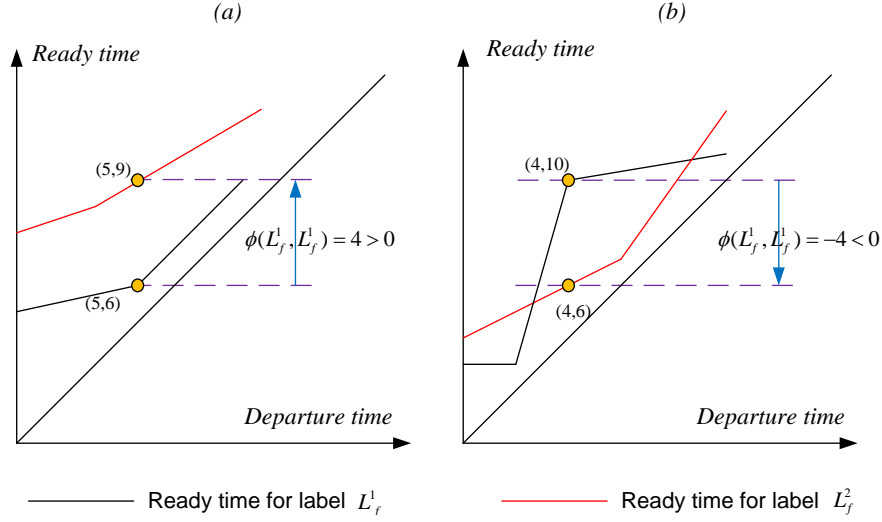 (a)
(b)
Ready time
Ready time
(5,9)
(4,10)
ϕ(L_f^1, L_f^1) = 4 > 0
ϕ(L_f^1, L_f^1) = −4 < 0
(5,6)
(4,6)
Departure time
Departure time
Ready time for label L_f^1
Ready time for label L_f^2